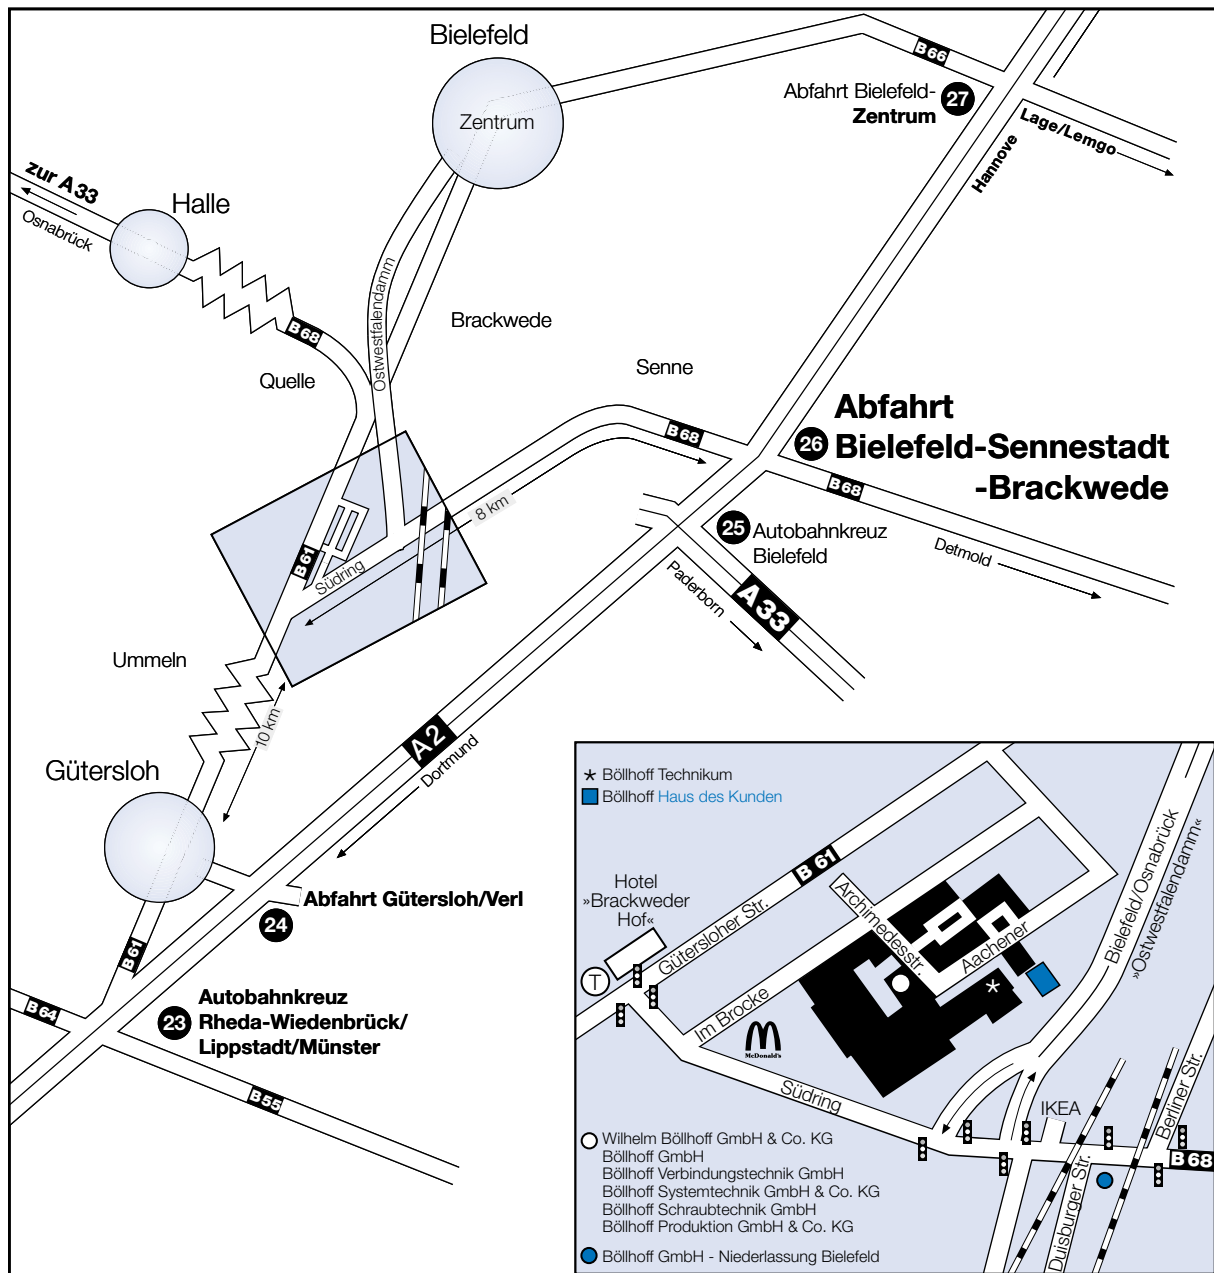 Bielefeld
Zentrum
B 66
Abfahrt Bielefeld-
Zentrum
27
Lage/Lemgo
Hannove
zur A 33
Osnabrück
Halle
B 68
Ostwestfalendamm
Brackwede
Quelle
Senne
B 68
Abfahrt
26 Bielefeld-Sennestadt
-Brackwede
B 68
Detmold
8 km
25 Autobahnkreuz
Bielefeld
Paderborn
A 33
B 61
Südring
Ummeln
10 km
A 2
Dortmund
Gütersloh
Abfahrt Gütersloh/Verl
24
B 61
B 64
Autobahnkreuz
23 Rheda-Wiedenbrück/
Lippstadt/Münster
B 55
* Böllhoff Technikum
Böllhoff Haus des Kunden
B 61
Hotel
»Brackweder
Hof«
T
Gütersloher Str.
Archimedesstr.
Aachener
*
Im Brocke
McDonald's
Südring
Bielefeld/Osnabrück
»Ostwestfalendamm«
IKEA
Berliner Str.
B 68
Duisburger Str.
Wilhelm Böllhoff GmbH & Co. KG
Böllhoff GmbH
Böllhoff Verbindungstechnik GmbH
Böllhoff Systemtechnik GmbH & Co. KG
Böllhoff Schraubtechnik GmbH
Böllhoff Produktion GmbH & Co. KG
Böllhoff GmbH - Niederlassung Bielefeld